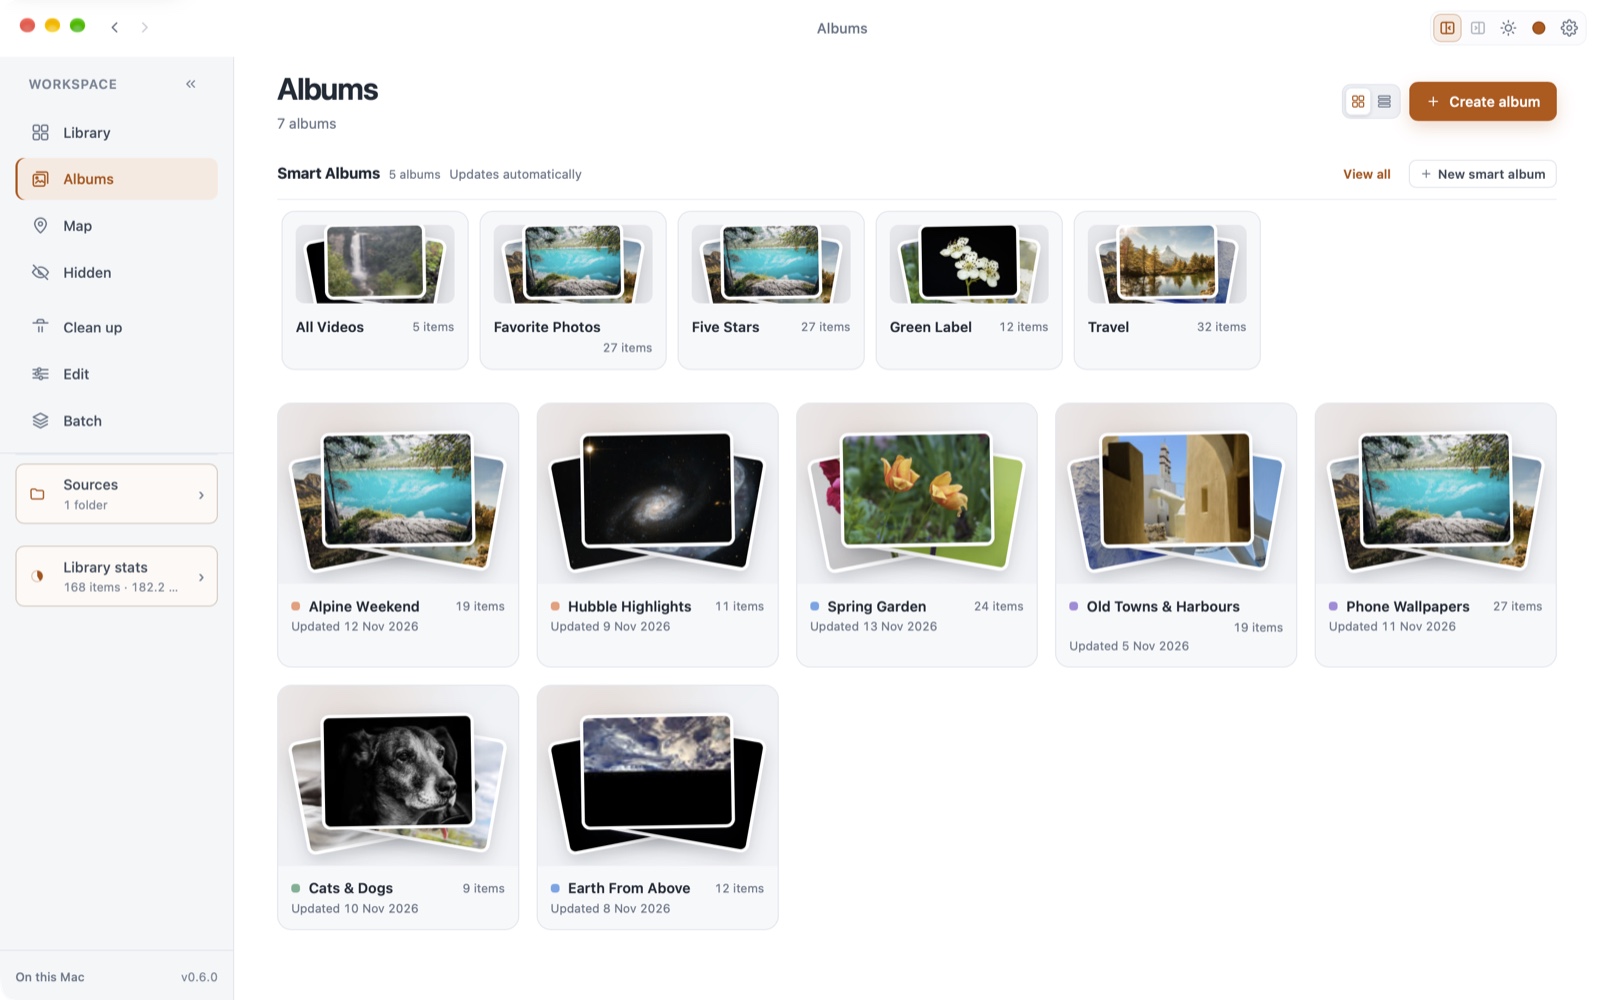 Albums
WORKSPACE
Library
Albums
Map
Hidden
Clean up
Edit
Batch
Sources
1 folder
Library stats
168 items · 182.2 ...
On this Mac
v0.6.0
Albums
7 albums
+ Create album
Smart Albums 5 albums Updates automatically
View all
+ New smart album
All Videos 5 items
Favorite Photos
27 items
Five Stars 27 items
Green Label 12 items
Travel 32 items
Alpine Weekend 19 items
Updated 12 Nov 2026
Hubble Highlights 11 items
Updated 9 Nov 2026
Spring Garden 24 items
Updated 13 Nov 2026
Old Towns & Harbours
19 items
Updated 5 Nov 2026
Phone Wallpapers 27 items
Updated 11 Nov 2026
Cats & Dogs 9 items
Updated 10 Nov 2026
Earth From Above 12 items
Updated 8 Nov 2026